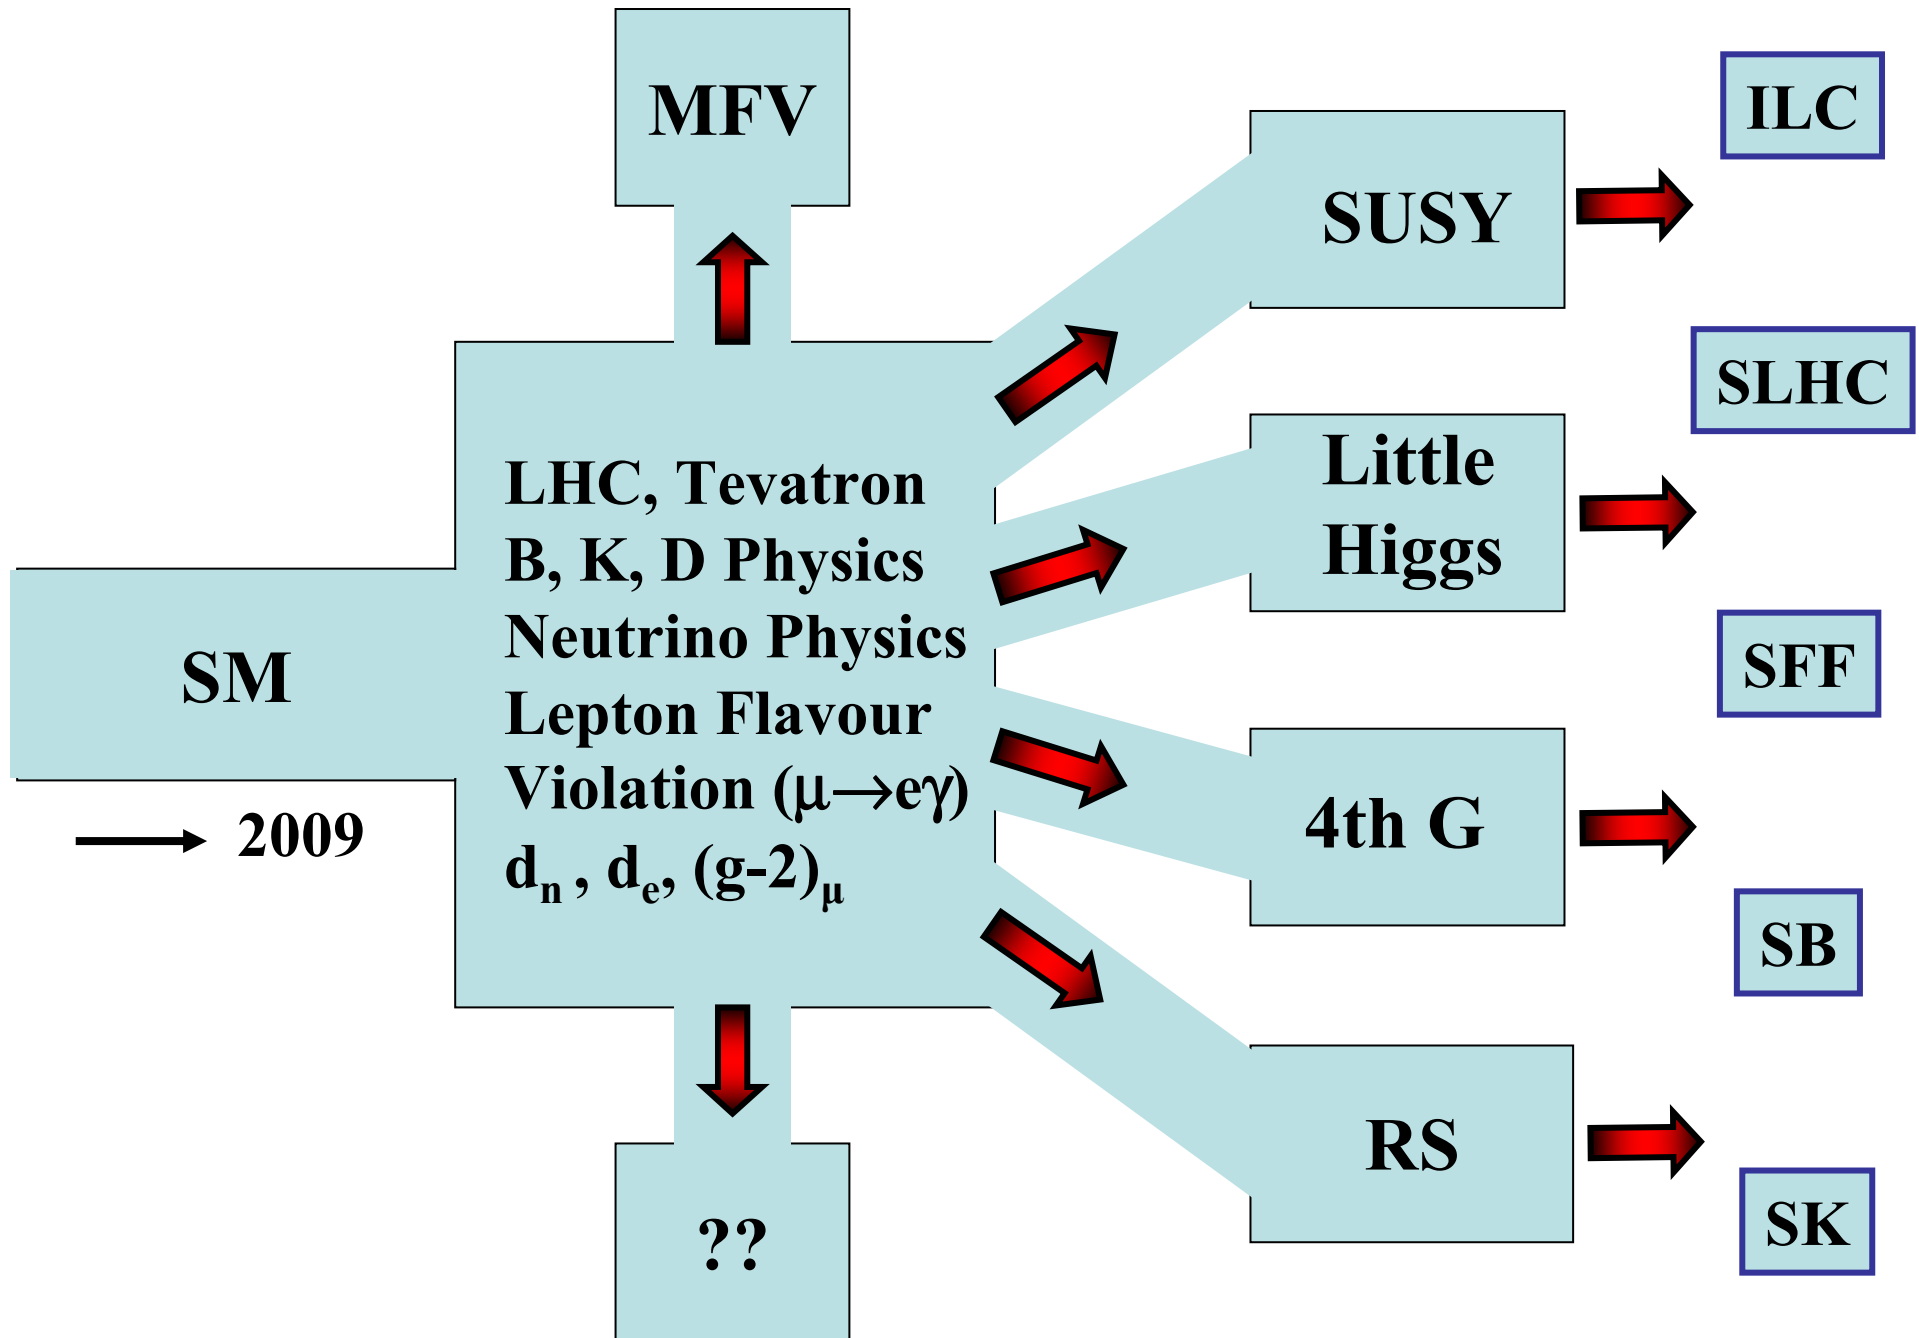 MFV
SM
→ 2009
LHC, Tevatron
B, K, D Physics
Neutrino Physics
Lepton Flavour
Violation (μ→eγ)
dₙ , dₑ, (g-2)μ
??
SUSY
Little
Higgs
4th G
RS
ILC
SLHC
SFF
SB
SK